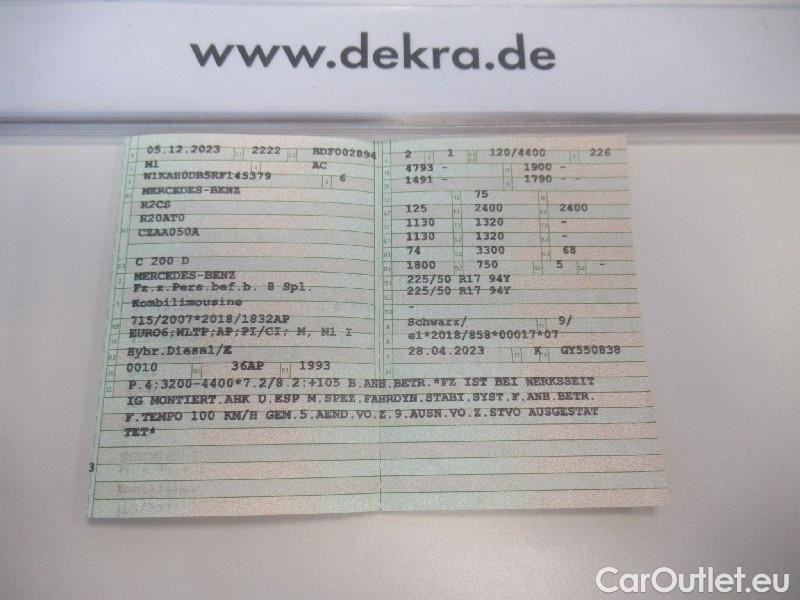 www.dekra.de
05.12.2023 2222 BDF002894 2 1 120/4400 226
M1 AC 4793 - 1900 -
W1KAH0DB5RF145379 6 1491 - 1790 --
MERCEDES-BENZ 75
R2CS 125 2400 2400
H20AT0 1130 1320 -
CZAA050A 1130 1320 -
74 3300 68
C 200 D 1800 750 5 -
MERCEDES-BENZ 225/50 R17 94Y
Fz.z.Pers.bef.b. 8 Spl. 225/50 R17 94Y
Kombilimousine -
715/2007*2018/1832AP Schwarz/ 9/
EURO6;WLTP;AP;PI/CI; M, N1 I e1*2018/858*00017*07
Hybr.Diesel/E 28.04.2023 K GY550838
0010 36AP 1993
P.4:3200-4400*7.2/8.2:+105 B.ANH.BETR.*FZ IST BEI WERKSSEIT
IG MONTIERT.AHK U.ESP M.SPEZ.FAHRDYN.STABI.SYST.F.ANH.BETR.
F.TEMPO 100 KM/H GEM.5.AEND.VO.Z.9.AUSN.VO.Z.STVO AUSGESTAT
TET*
3
CarOutlet.eu